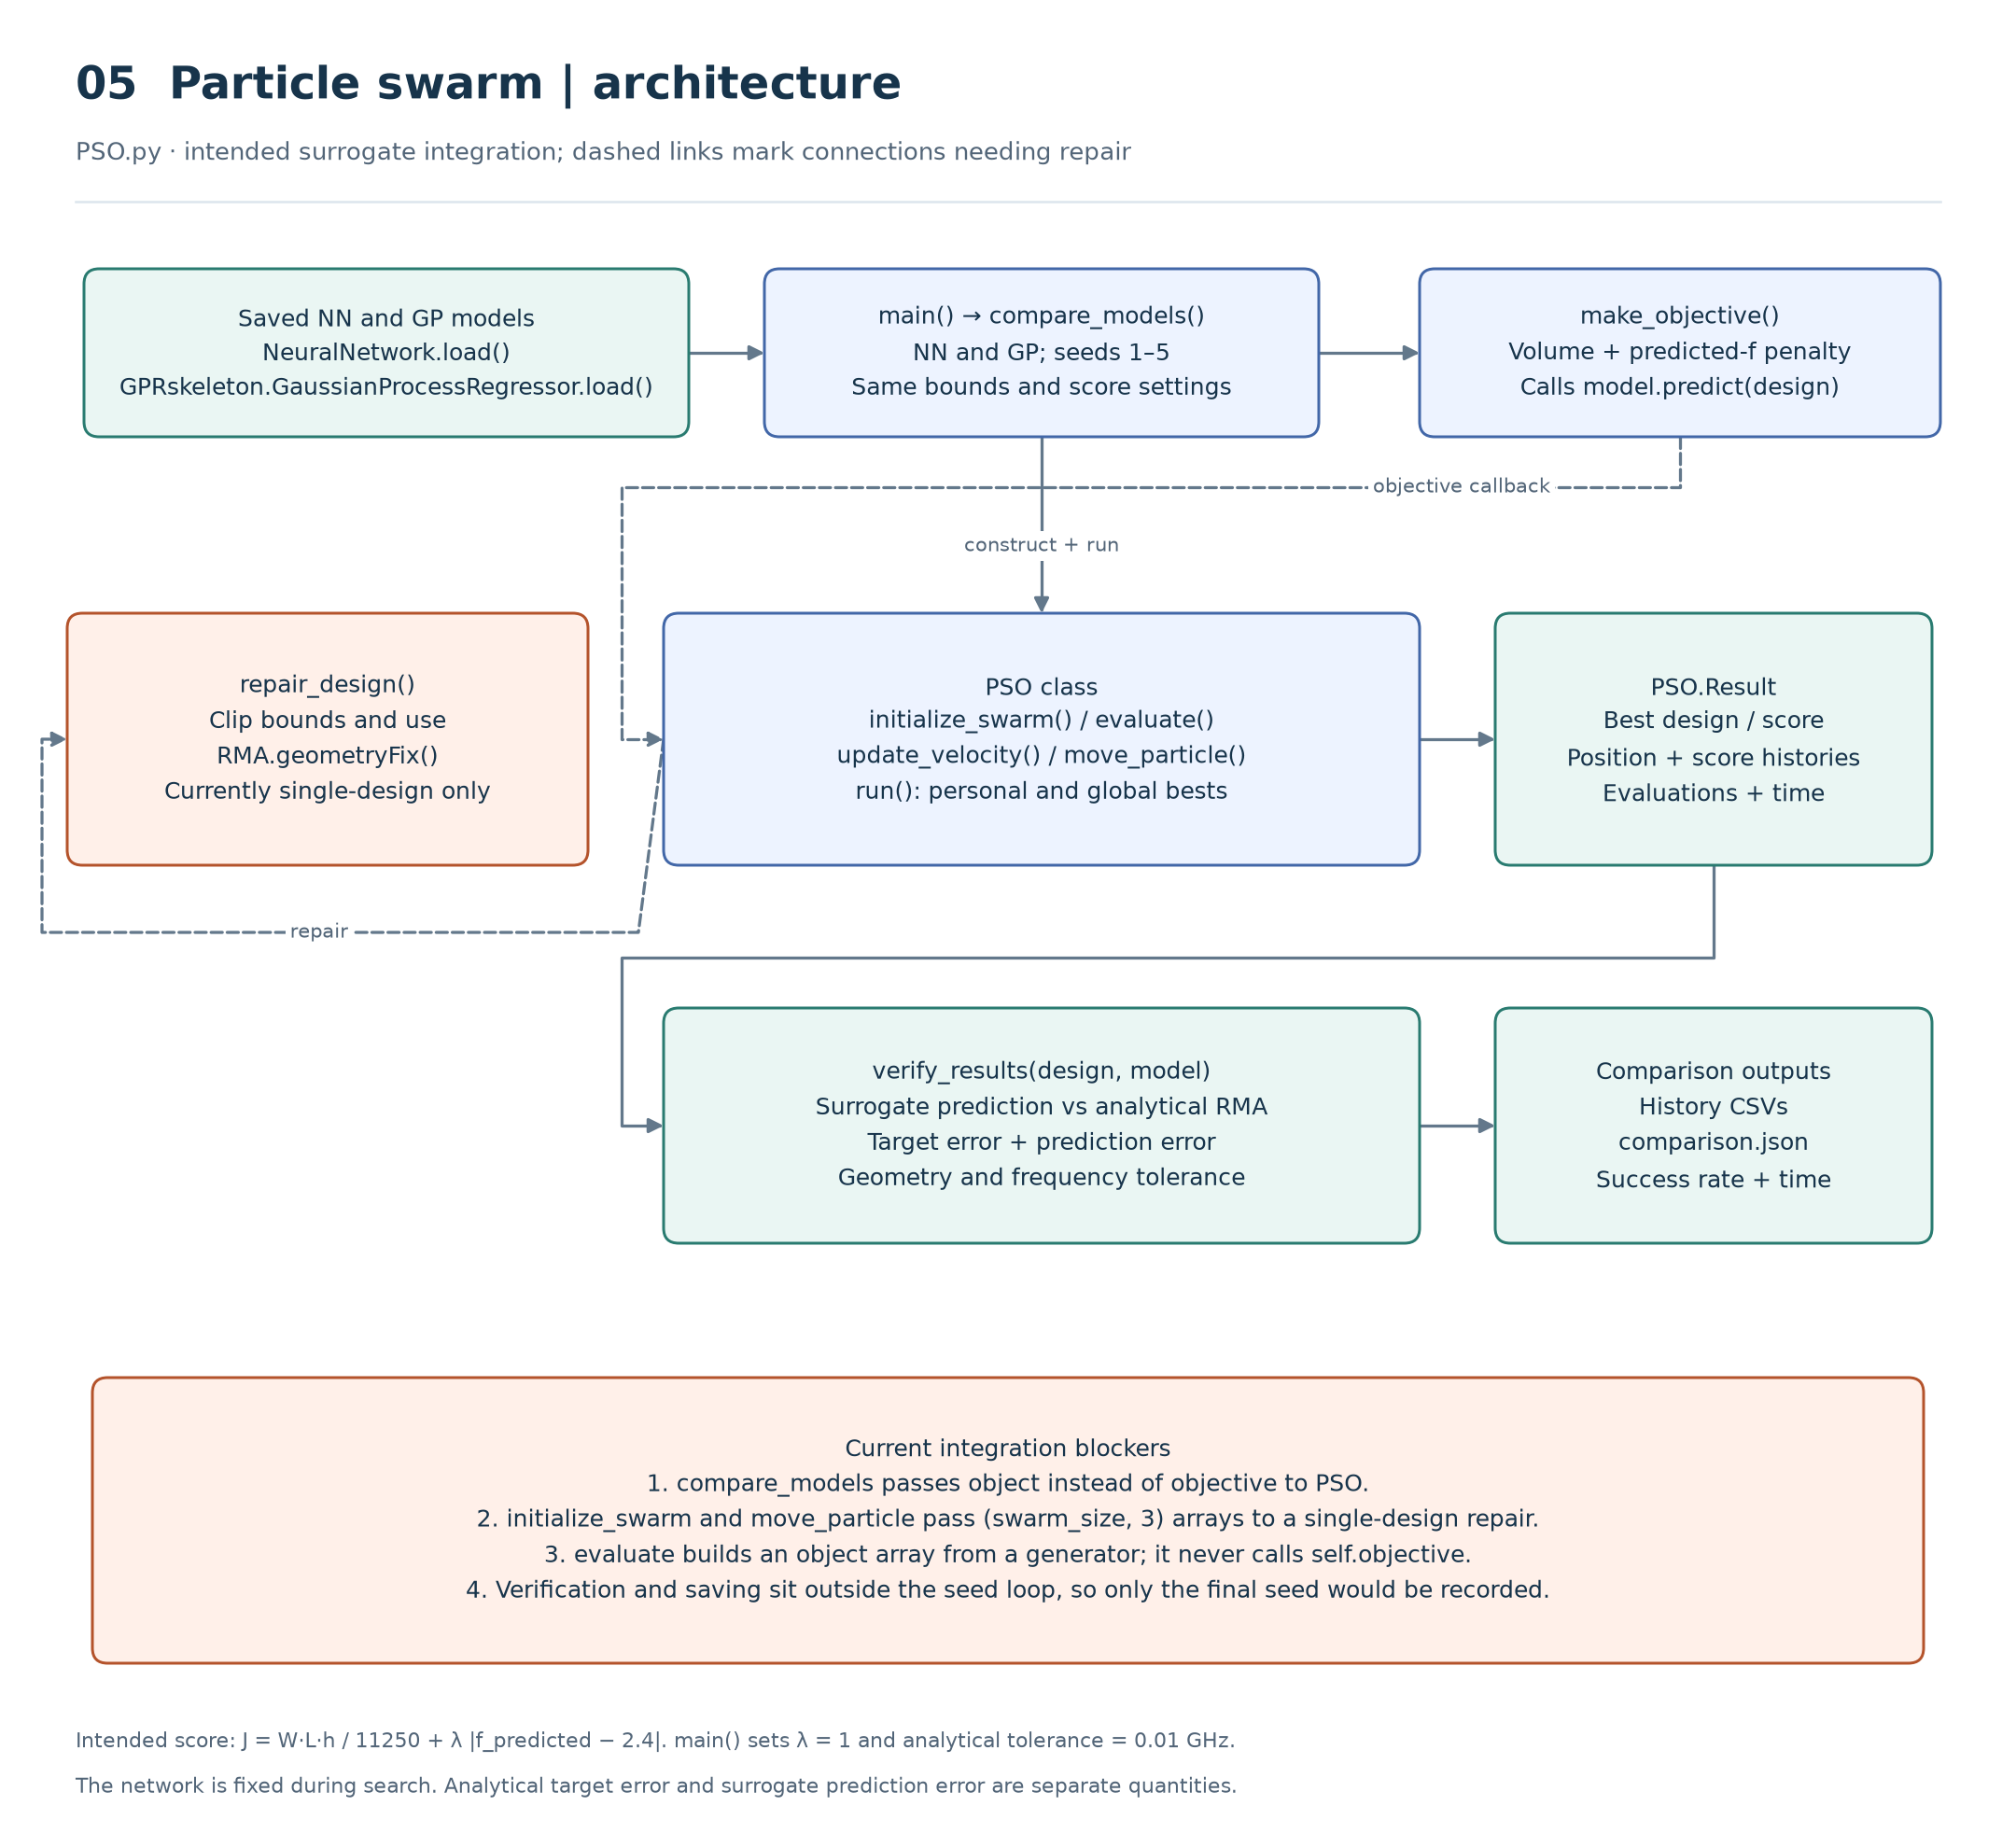 05  Particle swarm | architecture
PSO.py · intended surrogate integration; dashed links mark connections needing repair
Saved NN and GP models
NeuralNetwork.load()
GPRskeleton.GaussianProcessRegressor.load()
main() → compare_models()
NN and GP; seeds 1–5
Same bounds and score settings
make_objective()
Volume + predicted-f penalty
Calls model.predict(design)
objective callback
construct + run
repair_design()
Clip bounds and use
RMA.geometryFix()
Currently single-design only
PSO class
initialize_swarm() / evaluate()
update_velocity() / move_particle()
run(): personal and global bests
PSO.Result
Best design / score
Position + score histories
Evaluations + time
repair
verify_results(design, model)
Surrogate prediction vs analytical RMA
Target error + prediction error
Geometry and frequency tolerance
Comparison outputs
History CSVs
comparison.json
Success rate + time
Current integration blockers
1. compare_models passes object instead of objective to PSO.
2. initialize_swarm and move_particle pass (swarm_size, 3) arrays to a single-design repair.
3. evaluate builds an object array from a generator; it never calls self.objective.
4. Verification and saving sit outside the seed loop, so only the final seed would be recorded.
Intended score: J = W·L·h / 11250 + λ |f_predicted − 2.4|. main() sets λ = 1 and analytical tolerance = 0.01 GHz.
The network is fixed during search. Analytical target error and surrogate prediction error are separate quantities.